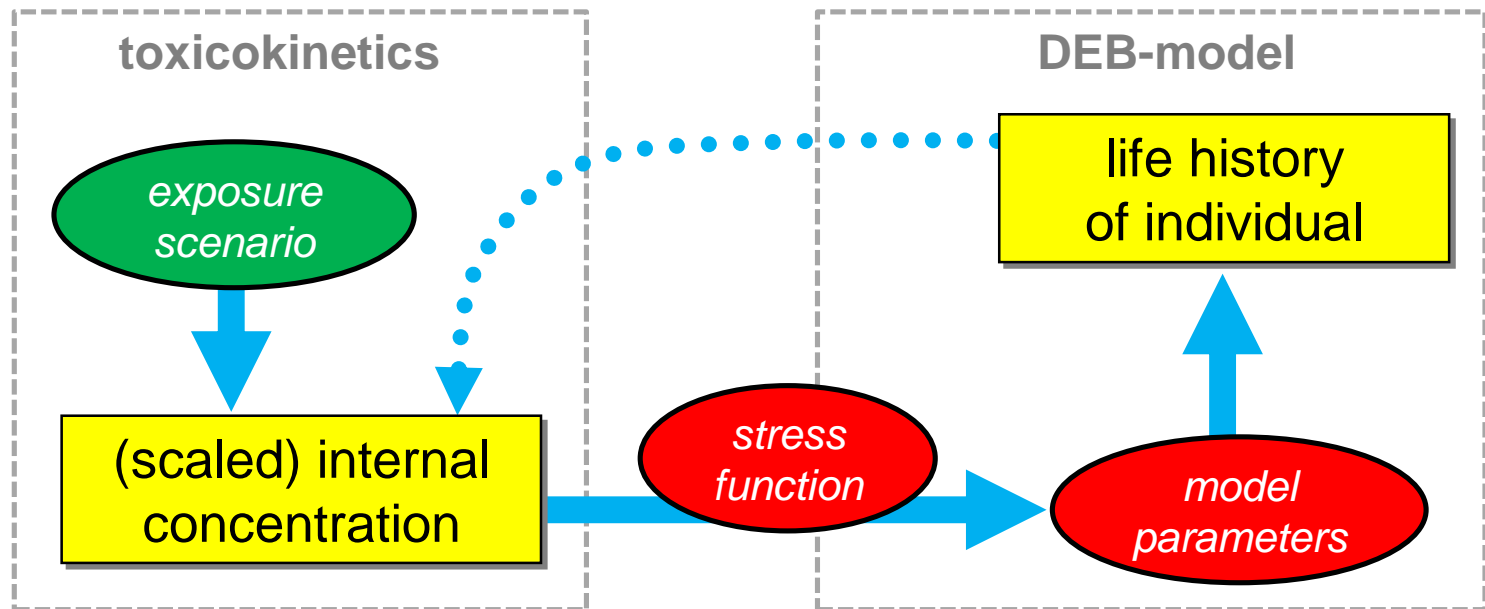 toxicokinetics
exposure
scenario
(scaled) internal
concentration
stress
function
DEB-model
life history
of individual
model
parameters